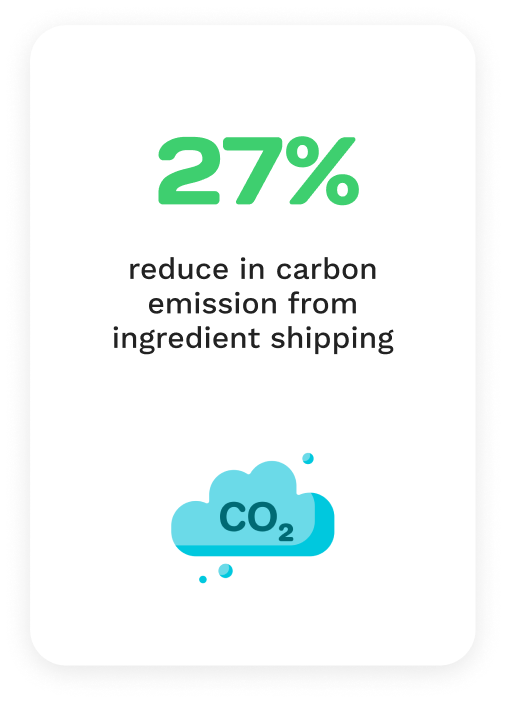 27%
reduce in carbon
emission from
ingredient shipping
CO₂